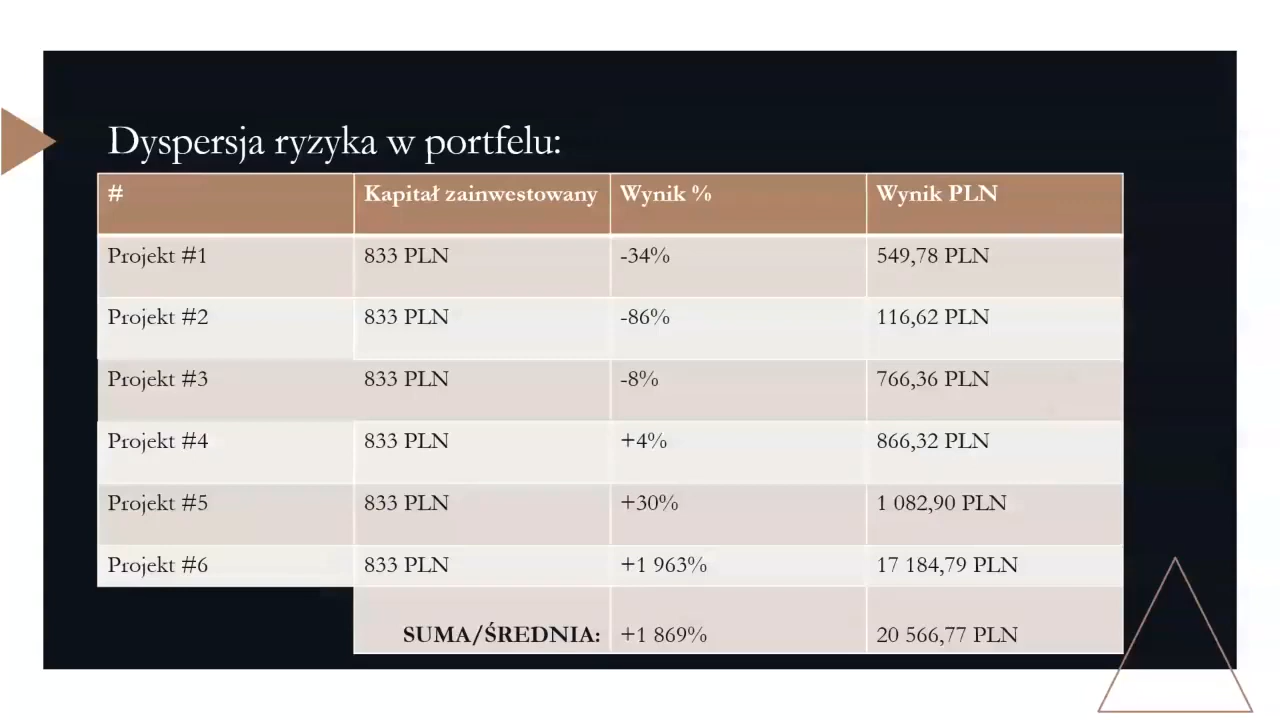 Dyspersja ryzyka w portfelu:
# Kapitał zainwestowany Wynik % Wynik PLN
Projekt #1 833 PLN -34% 549,78 PLN
Projekt #2 833 PLN -86% 116,62 PLN
Projekt #3 833 PLN -8% 766,36 PLN
Projekt #4 833 PLN +4% 866,32 PLN
Projekt #5 833 PLN +30% 1 082,90 PLN
Projekt #6 833 PLN +1 963% 17 184,79 PLN
SUMA/ŚREDNIA: +1 869% 20 566,77 PLN